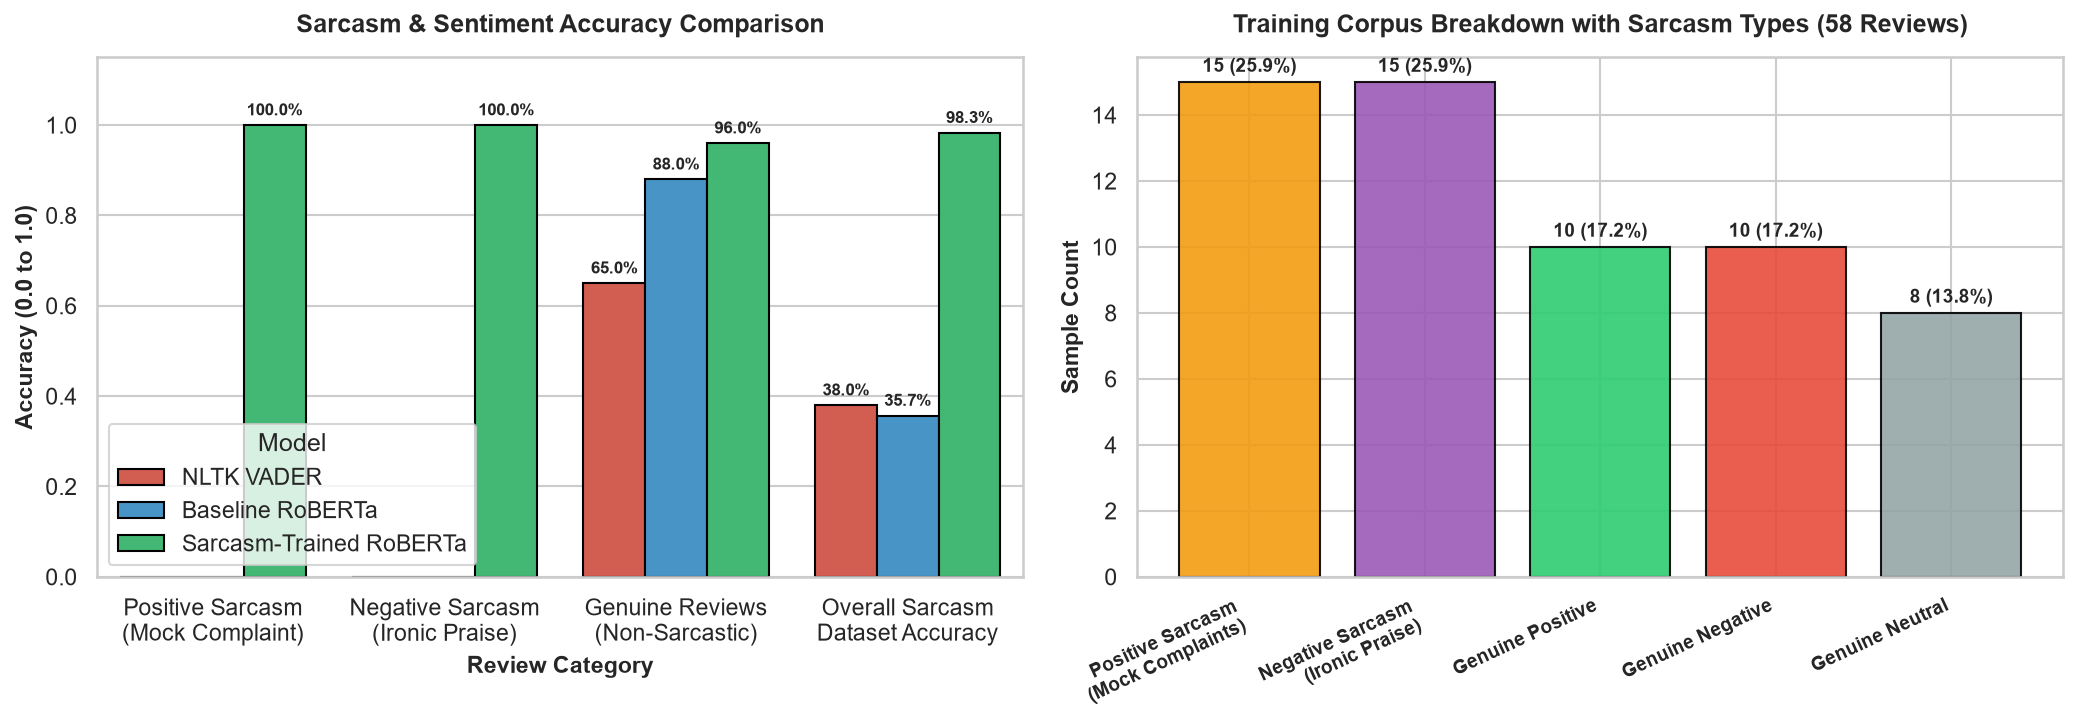 Sarcasm & Sentiment Accuracy Comparison
Accuracy (0.0 to 1.0)
1.0
0.8
0.6
0.4
0.2
0.0
100.0%
100.0%
65.0%
88.0%
96.0%
38.0%
35.7%
98.3%
Model
NLTK VADER
Baseline RoBERTa
Sarcasm-Trained RoBERTa
Positive Sarcasm
(Mock Complaint)
Negative Sarcasm
(Ironic Praise)
Genuine Reviews
(Non-Sarcastic)
Overall Sarcasm
Dataset Accuracy
Review Category
Training Corpus Breakdown with Sarcasm Types (58 Reviews)
Sample Count
14
12
10
8
6
4
2
0
15 (25.9%)
15 (25.9%)
10 (17.2%)
10 (17.2%)
8 (13.8%)
Positive Sarcasm
(Mock Complaints)
Negative Sarcasm
(Ironic Praise)
Genuine Positive
Genuine Negative
Genuine Neutral